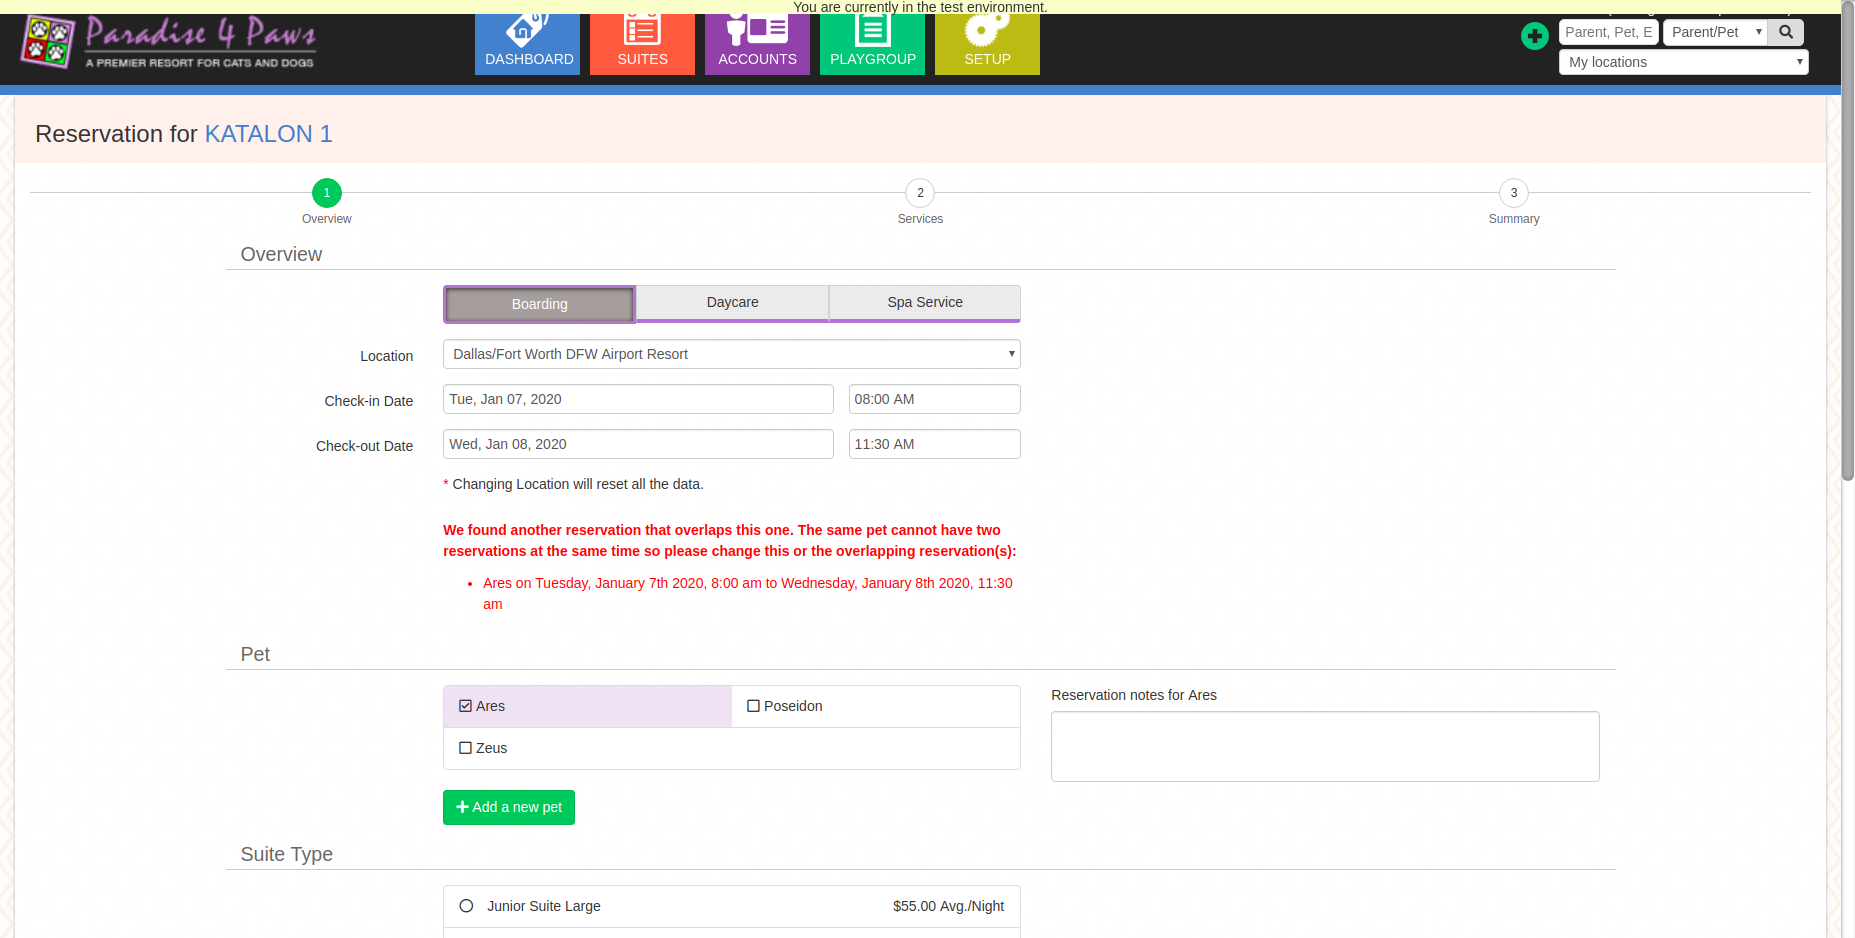 You are currently in the test environment.
Paradise 4 Paws
A PREMIER RESORT FOR CATS AND DOGS
DASHBOARD
SUITES
ACCOUNTS
PLAYGROUP
SETUP
Parent, Pet, E
Parent/Pet
My locations
Reservation for KATALON 1
1
2
3
Overview
Services
Summary
Overview
Boarding
Daycare
Spa Service
Location
Dallas/Fort Worth DFW Airport Resort
Check-in Date
Tue, Jan 07, 2020
08:00 AM
Check-out Date
Wed, Jan 08, 2020
11:30 AM
* Changing Location will reset all the data.
We found another reservation that overlaps this one. The same pet cannot have two
reservations at the same time so please change this or the overlapping reservation(s):
• Ares on Tuesday, January 7th 2020, 8:00 am to Wednesday, January 8th 2020, 11:30
am
Pet
Ares
Poseidon
Reservation notes for Ares
Zeus
Add a new pet
Suite Type
Junior Suite Large
$55.00 Avg./Night